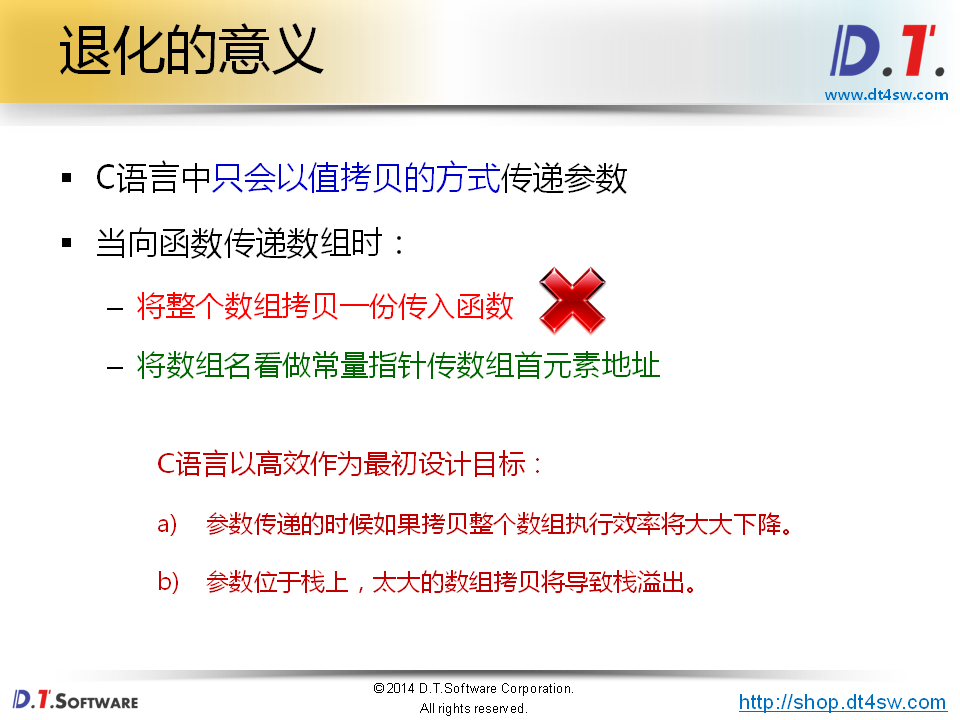 退化的意义
D.T.
www.dt4sw.com
▪ C语言中只会以值拷贝的方式传递参数
▪ 当向函数传递数组时：
– 将整个数组拷贝一份传入函数
– 将数组名看做常量指针传数组首元素地址
C语言以高效作为最初设计目标：
a) 参数传递的时候如果拷贝整个数组执行效率将大大下降。
b) 参数位于栈上，太大的数组拷贝将导致栈溢出。
D.T.SOFTWARE
©2014 D.T.Software Corporation.
All rights reserved.
http://shop.dt4sw.com